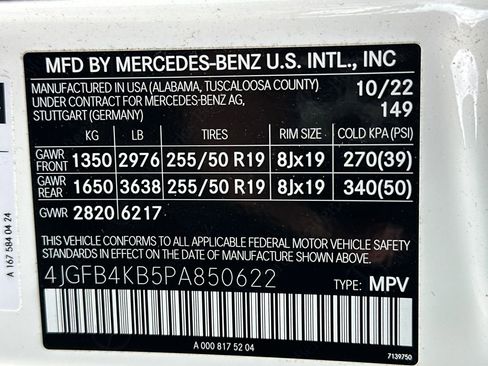 MFD BY MERCEDES-BENZ U.S. INTL., INC
MANUFACTURED IN USA (ALABAMA, TUSCALOOSA COUNTY) 10/22
UNDER CONTRACT FOR MERCEDES-BENZ AG, 149
STUTTGART (GERMANY)
KG LB TIRES RIM SIZE COLD KPA (PSI)
GAWR FRONT 1350 2976 255/50 R19 8Jx19 270(39)
GAWR REAR 1650 3638 255/50 R19 8Jx19 340(50)
GVWR 2820 6217
THIS VEHICLE CONFORMS TO ALL APPLICABLE FEDERAL MOTOR VEHICLE SAFETY
STANDARDS IN EFFECT ON THE DATE OF MANUFACTURE SHOWN ABOVE.
4JGFB4KB5PA850622 TYPE: MPV
A 000 817 52 04 7139750
A 167 584 04 24